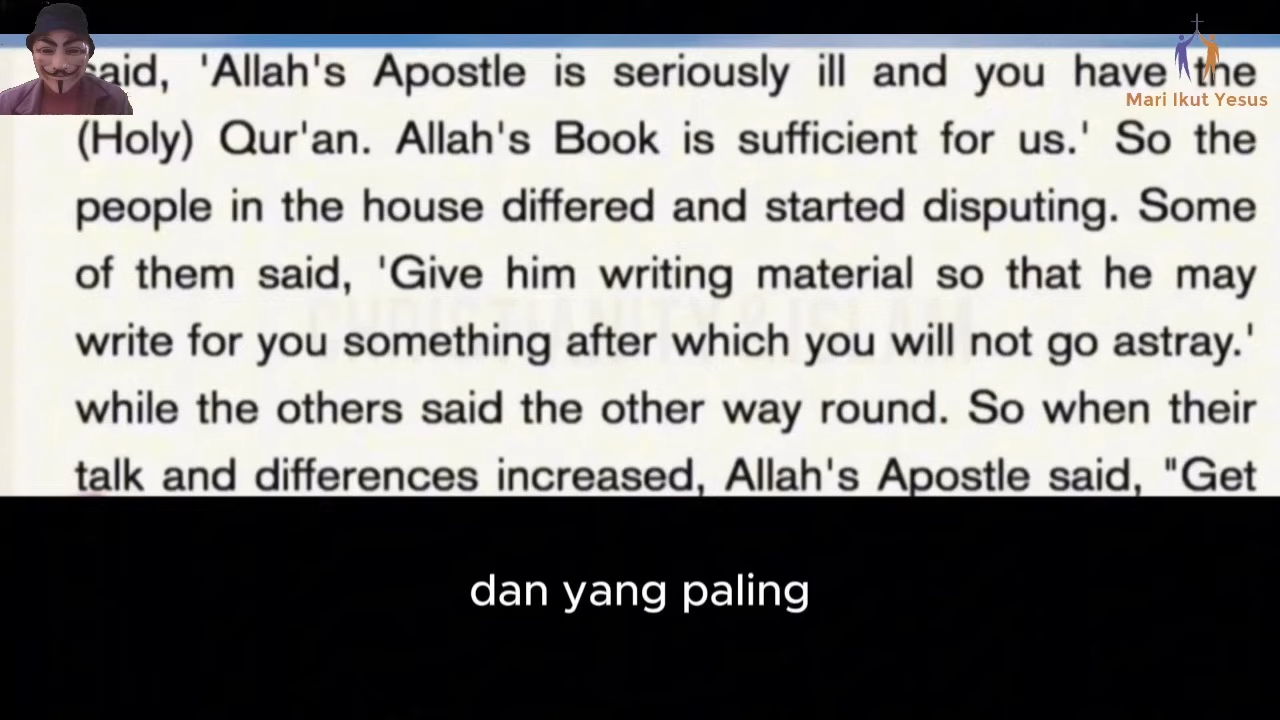 said, 'Allah's Apostle is seriously ill and you have the
(Holy) Qur'an. Allah's Book is sufficient for us.' So the
people in the house differed and started disputing. Some
of them said, 'Give him writing material so that he may
write for you something after which you will not go astray.'
while the others said the other way round. So when their
talk and differences increased, Allah's Apostle said, "Get
Mari Ikut Yesus
CHRISTIANITY & ISLAM
dan yang paling